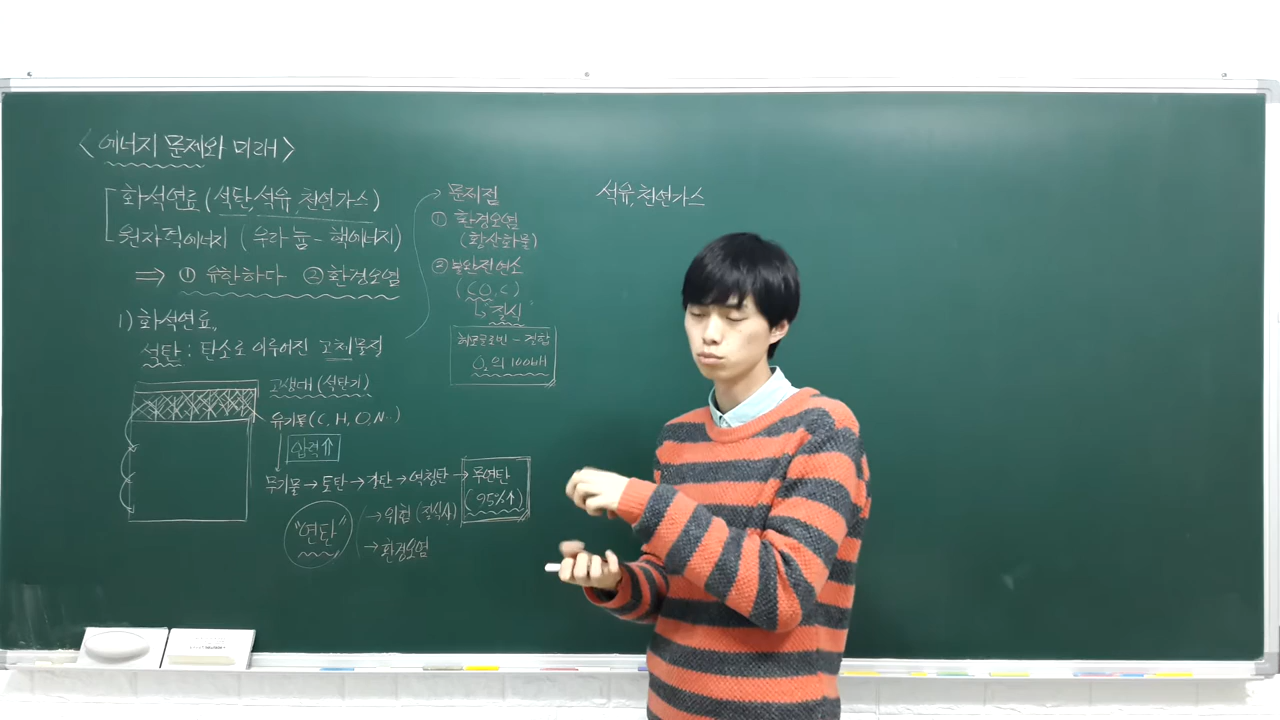 <에너지 문제와 미래>
화석연료 (석탄, 석유, 천연가스)
원자력에너지 (우라늄 - 핵에너지)
⇒ ① 유한하다 ② 환경오염
1) 화석연료
석탄 : 탄소로 이루어진 고체물질
고생대 (석탄기)
유기물 (C, H, O, N..)
압력⇑
무기물 → 토탄 → 갈탄 → 역청탄 → 무연탄
(95%↑)
"연탄"
→ 위험 (질식사)
→ 환경오염
→ 문제점
① 환경오염
(황산화물)
② 불완전연소
(CO, C)
↳ 질식
헤모글로빈 - 결합
O₂의 100배
석유, 천연가스